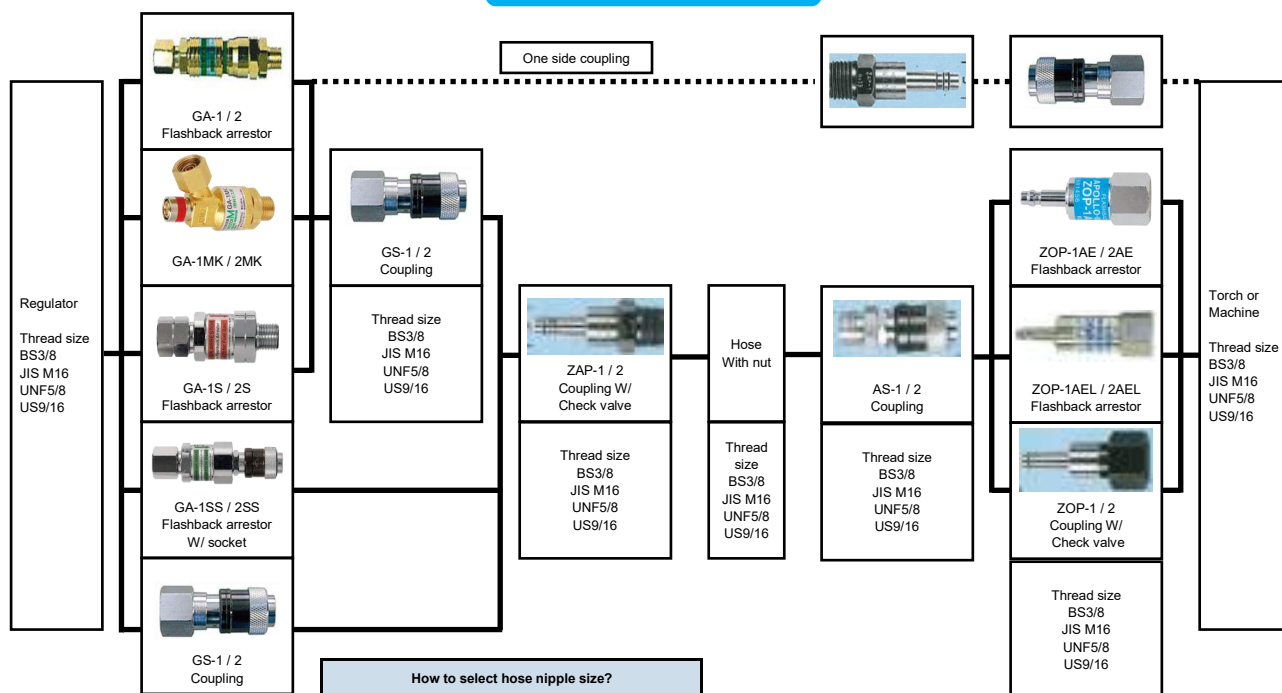 One side coupling
Regulator
Thread size
BS3/8
JIS M16
UNF5/8
US9/16
GA-1 / 2
Flashback arrestor
GA-1MK / 2MK
GA-1S / 2S
Flashback arrestor
GA-1SS / 2SS
Flashback arrestor
W/ socket
GS-1 / 2
Coupling
GS-1 / 2
Coupling
Thread size
BS3/8
JIS M16
UNF5/8
US9/16
ZAP-1 / 2
Coupling W/
Check valve
Thread size
BS3/8
JIS M16
UNF5/8
US9/16
Hose
With nut
Thread
size
BS3/8
JIS M16
UNF5/8
US9/16
AS-1 / 2
Coupling
Thread size
BS3/8
JIS M16
UNF5/8
US9/16
APOLLO
ZOP-1A
ZOP-1AE / 2AE
Flashback arrestor
ZOP-1AEL / 2AEL
Flashback arrestor
ZOP-1 / 2
Coupling W/
Check valve
Thread size
BS3/8
JIS M16
UNF5/8
US9/16
Torch or
Machine
Thread size
BS3/8
JIS M16
UNF5/8
US9/16
How to select hose nipple size?